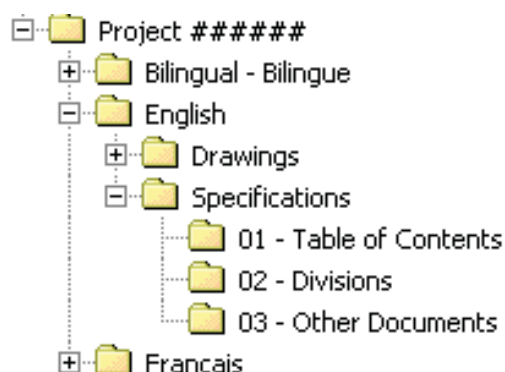 Project ######
Bilingual - Bilingue
English
Drawings
Specifications
01 - Table of Contents
02 - Divisions
03 - Other Documents
Francais